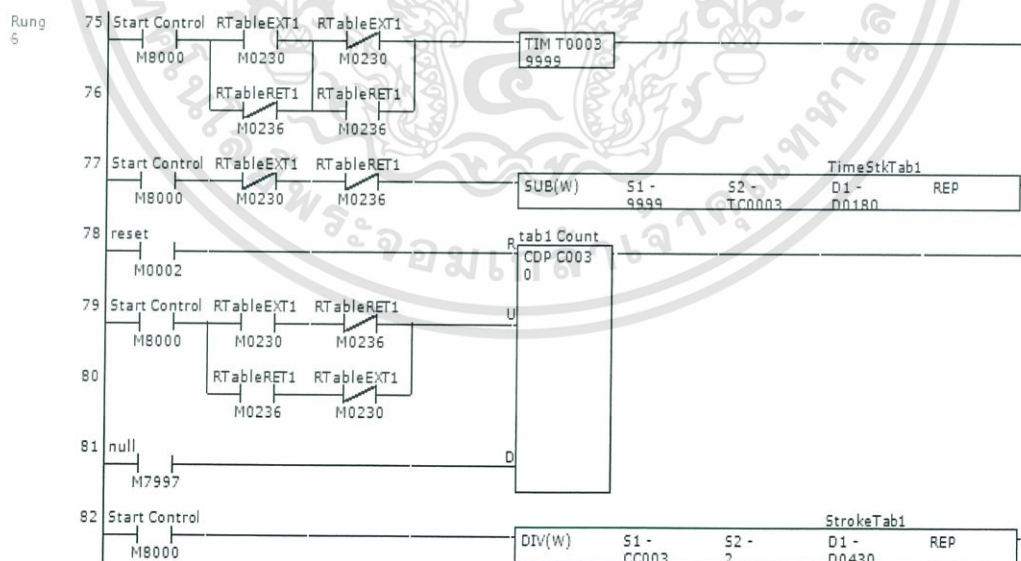 Rung
6
75 Start Control RTableEXT1 RTableEXT1
M8000 M0230 M0230
TIM T0003
9999
76 RTableRET1 RTableRET1
M0236 M0236
77 Start Control RTableEXT1 RTableRET1
M8000 M0230 M0236
TimeStkTab1
SUB(W) S1 - S2 - D1 - REP
9999 TC0003 D0180
78 reset
M0002
R tab1 Count
CDP C003
0
79 Start Control RTableEXT1 RTableRET1
M8000 M0230 M0236
U
80 RTableRET1 RTableEXT1
M0236 M0230
81 null
M7997
D
82 Start Control
M8000
StrokeTab1
DIV(W) S1 - S2 - D1 - REP
CC003 2 D0430